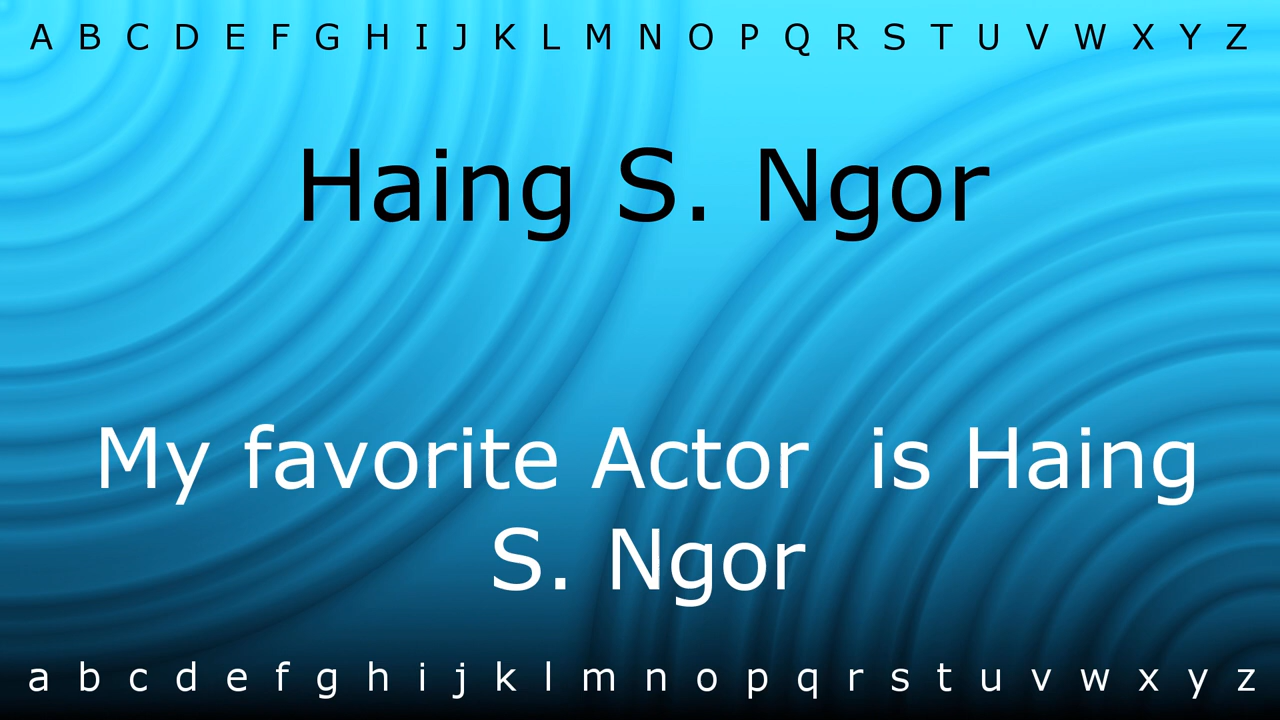 A B C D E F G H I J K L M N O P Q R S T U V W X Y Z
Haing S. Ngor
My favorite Actor  is Haing
S. Ngor
a b c d e f g h i j k l m n o p q r s t u v w x y z